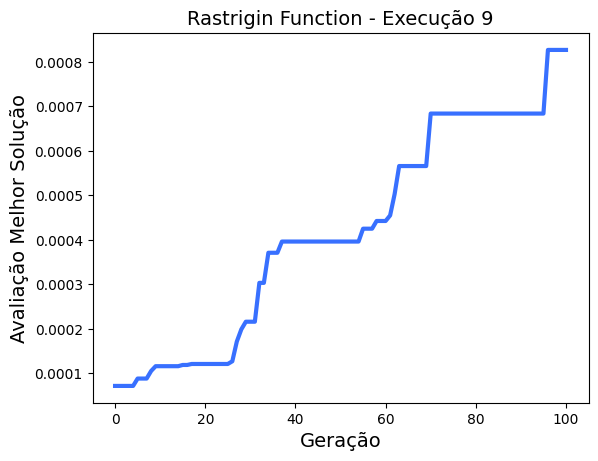 Rastrigin Function - Execução 9
Avaliação Melhor Solução
0.0008
0.0007
0.0006
0.0005
0.0004
0.0003
0.0002
0.0001
0 20 40 60 80 100
Geração